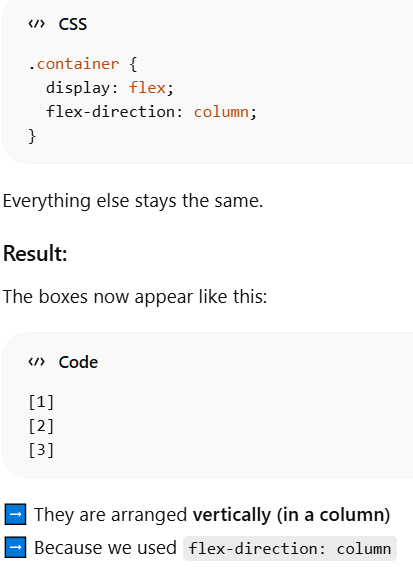 CSS
.container {
  display: flex;
  flex-direction: column;
}
Everything else stays the same.
Result:
The boxes now appear like this:
Code
[1]
[2]
[3]
➡️ They are arranged vertically (in a column)
➡️ Because we used flex-direction: column